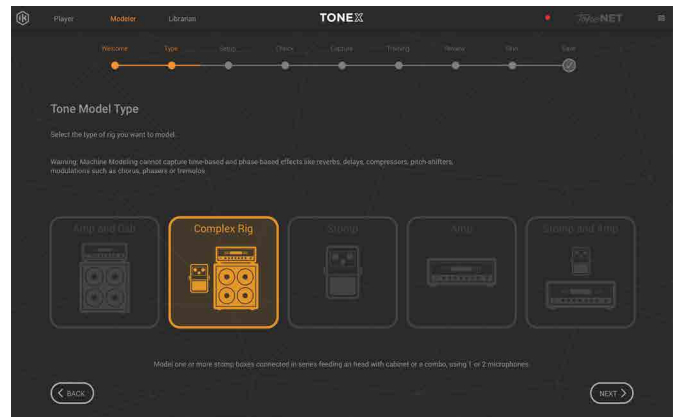 Player Modeler Librarian TONEX ToneNET
Welcome Type Setup Check Capture Training Review Titles Save
Tone Model Type
Select the type of rig you want to model.
Warning: Machine Modeling cannot capture time-based and phase based effects like reverbs, delays, compressors, pitch-shifters,
modulations such as chorus, phasers or tremolos.
Amp and Cab Complex Rig Stomp Amp Stomp and Amp
Model one or more stomp boxes connected in series feeding an head with cabinet or a combo, using 1 or 2 microphones.
BACK NEXT